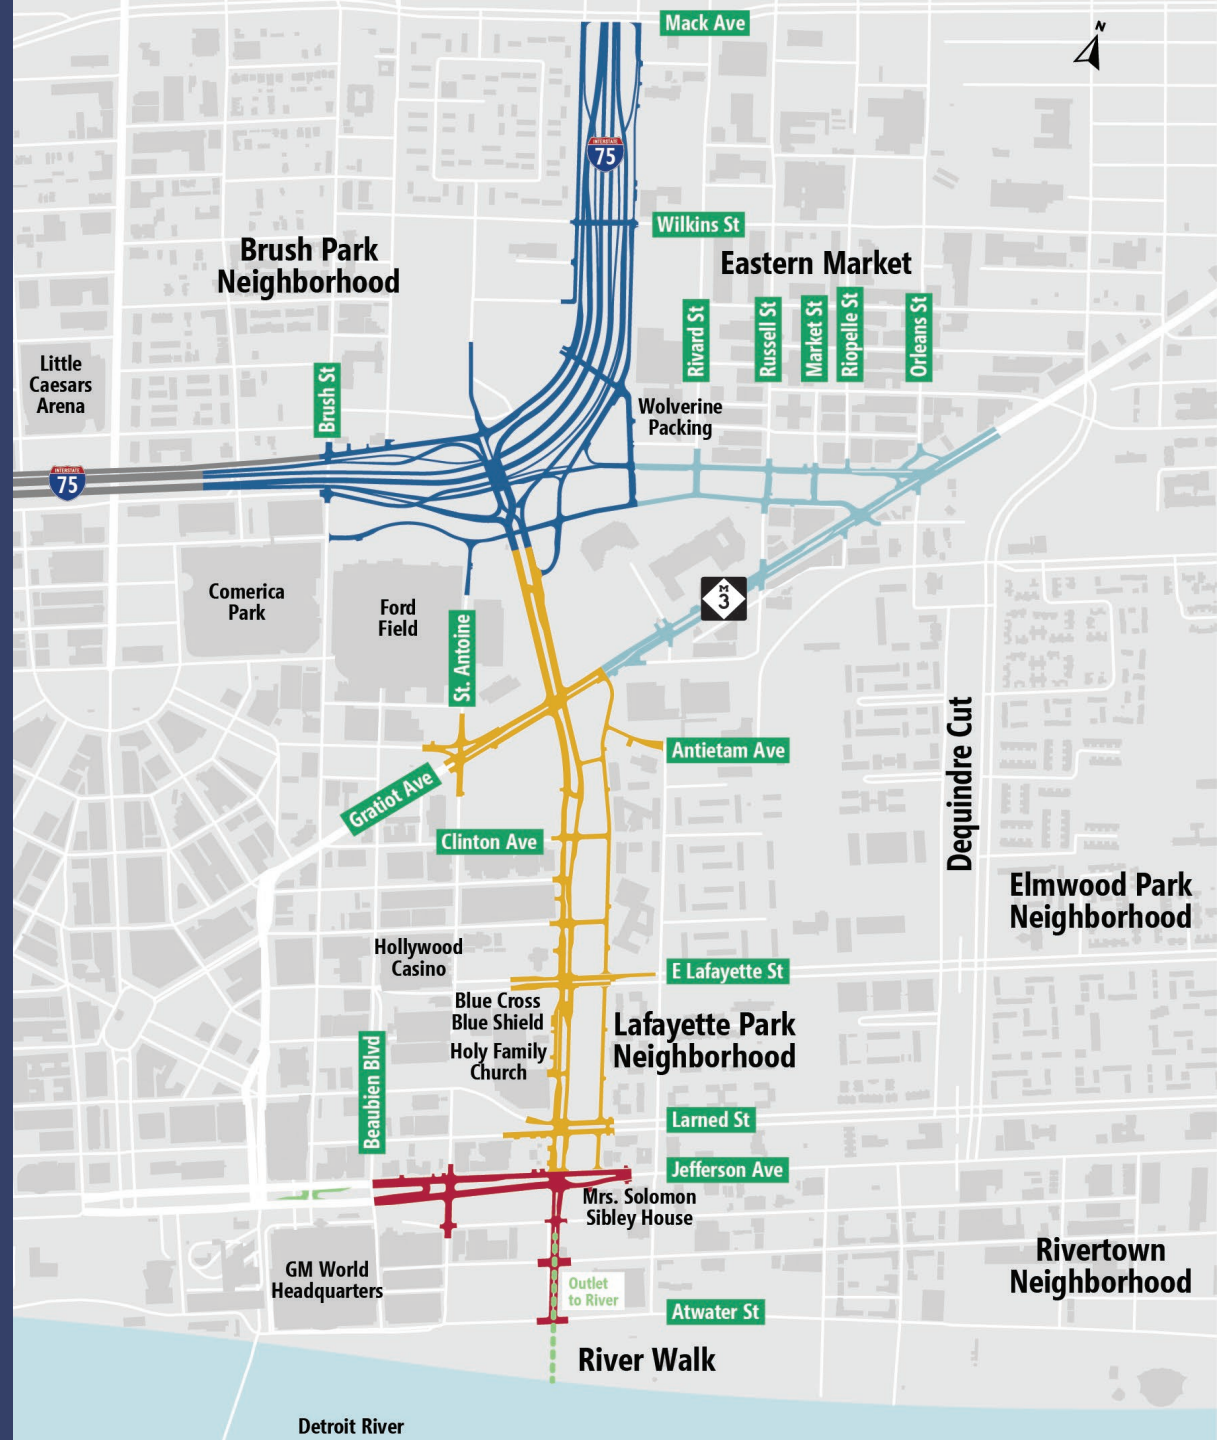 Mack Ave
N
INTERSTATE
75
Wilkins St
Brush Park
Neighborhood
Eastern Market
Rivard St
Russell St
Market St
Riopelle St
Orleans St
Little
Caesars
Arena
Brush St
Wolverine
Packing
INTERSTATE
75
Comerica
Park
Ford
Field
M
3
St. Antoine
Antietam Ave
Gratiot Ave
Dequindre Cut
Clinton Ave
Elmwood Park
Neighborhood
Hollywood
Casino
E Lafayette St
Blue Cross
Blue Shield
Lafayette Park
Neighborhood
Holy Family
Church
Beaubien Blvd
Larned St
Jefferson Ave
Mrs. Solomon
Sibley House
Rivertown
Neighborhood
GM World
Headquarters
Outlet
to River
Atwater St
River Walk
Detroit River